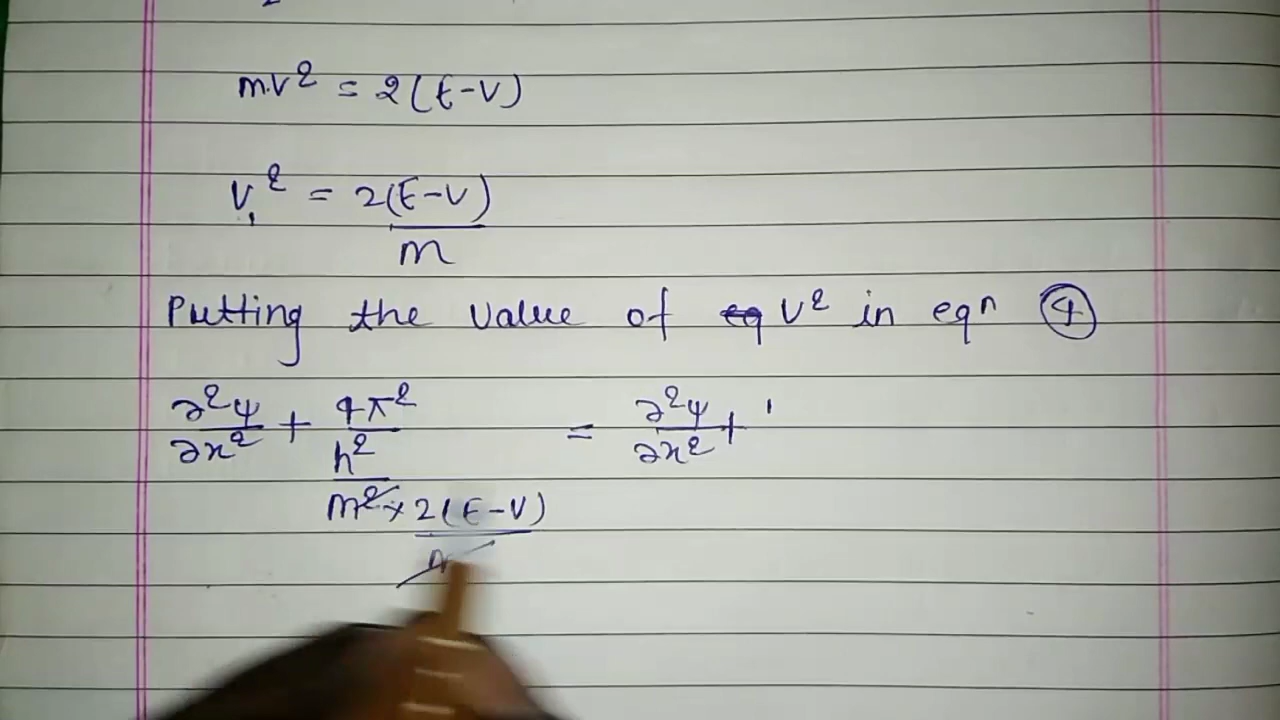 m.v² = 2(E-V)
V₁² = 2(E-V)
m
Putting the value of v² in eqn ④
∂²ψ/∂x² + 4π² = ∂²ψ/∂x² +
h²
m² × 2(E-V)